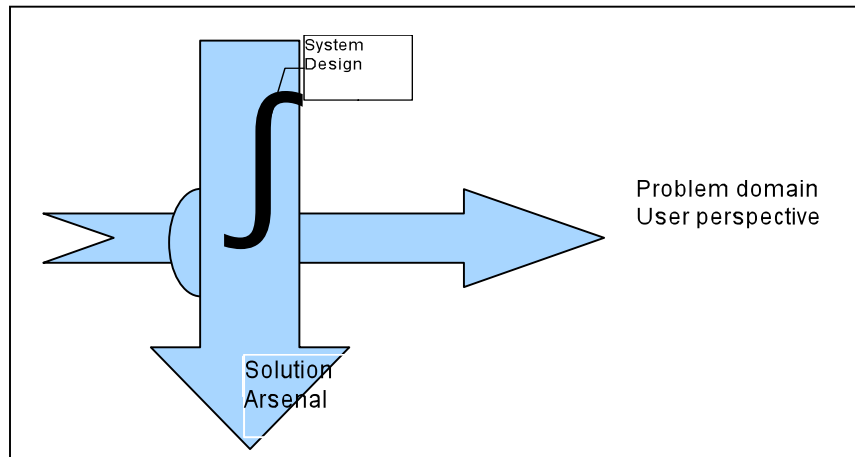 System
Design
Problem domain
User perspective
Solution
Arsenal